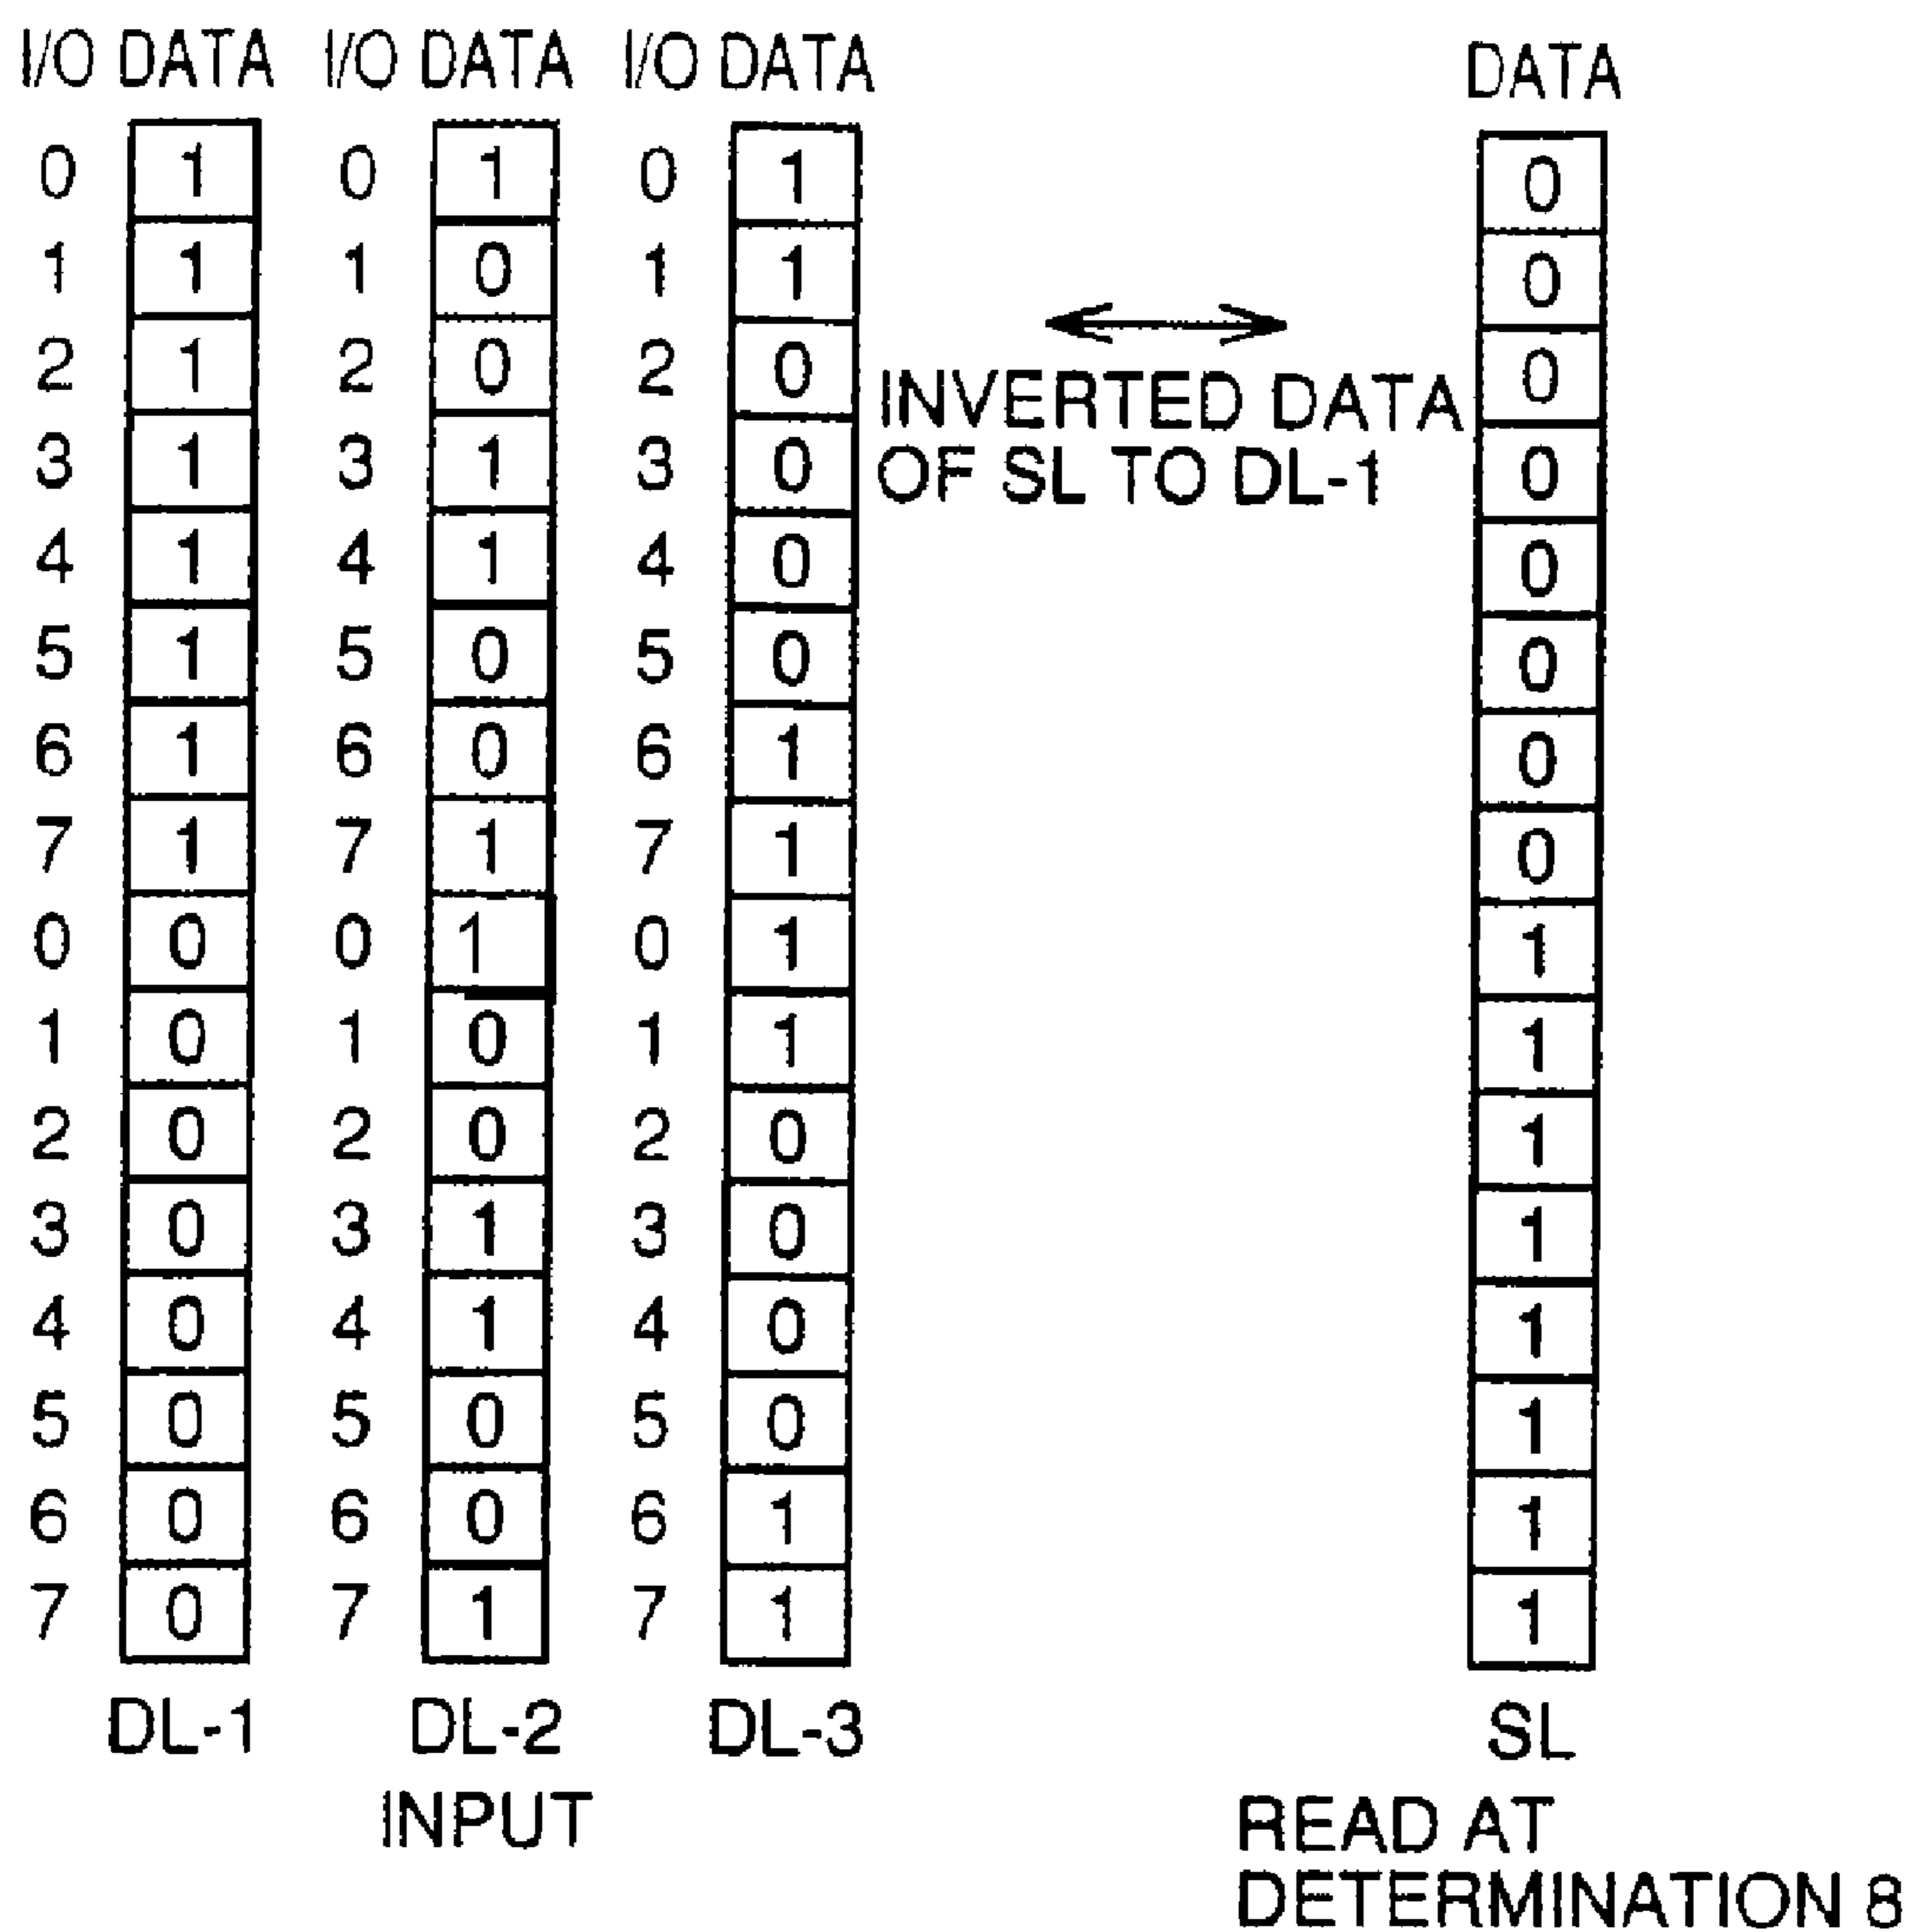 I/O DATA I/O DATA I/O DATA DATA
0 1 0 1 0 1 0
1 1 1 0 1 1 0
2 1 2 0 2 0 0
3 1 3 1 3 0 0
4 1 4 1 4 0 0
5 1 5 0 5 0 0
6 1 6 0 6 1 0
7 1 7 1 7 1 0
0 0 0 1 0 1 1
1 0 1 0 1 1 1
2 0 2 0 2 0 1
3 0 3 1 3 0 1
4 0 4 1 4 0 1
5 0 5 0 5 0 1
6 0 6 0 6 1 1
7 0 7 1 7 1 1
INVERTED DATA
OF SL TO DL-1
DL-1 DL-2 DL-3 SL
INPUT
READ AT
DETERMINATION 8